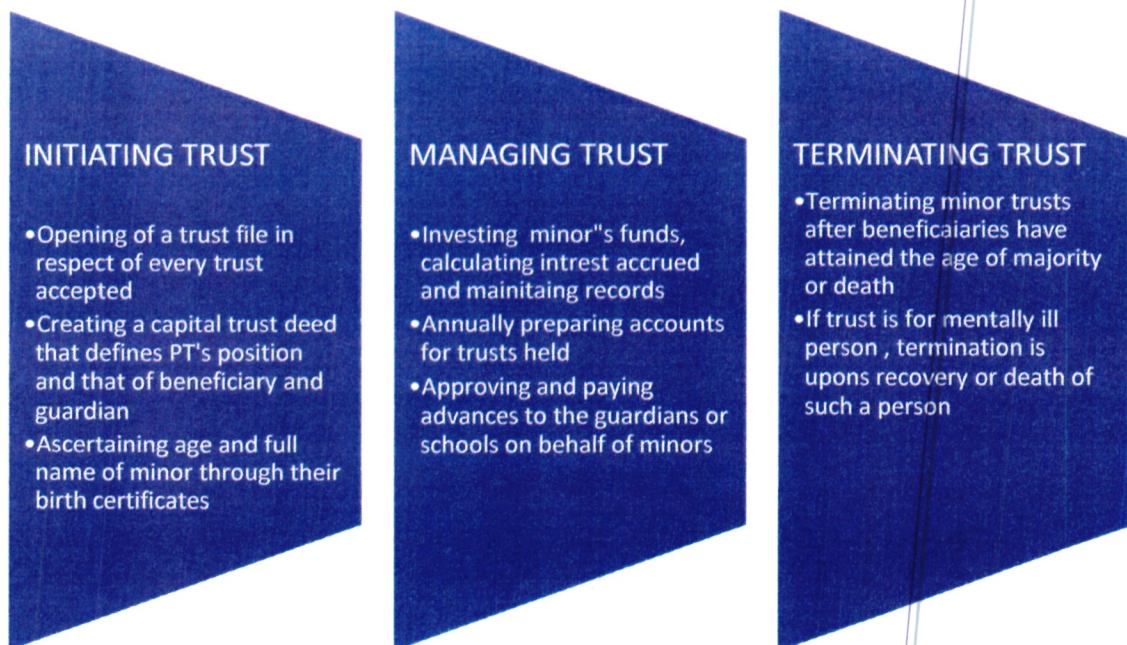 INITIATING TRUST
•Opening of a trust file in
respect of every trust
accepted
•Creating a capital trust deed
that defines PT's position
and that of beneficiary and
guardian
•Ascertaining age and full
name of minor through their
birth certificates
MANAGING TRUST
•Investing minor"s funds,
calculating intrest accrued
and mainitaing records
•Annually preparing accounts
for trusts held
•Approving and paying
advances to the guardians or
schools on behalf of minors
TERMINATING TRUST
•Terminating minor trusts
after beneficaiaries have
attained the age of majority
or death
•If trust is for mentally ill
person , termination is
upons recovery or death of
such a person